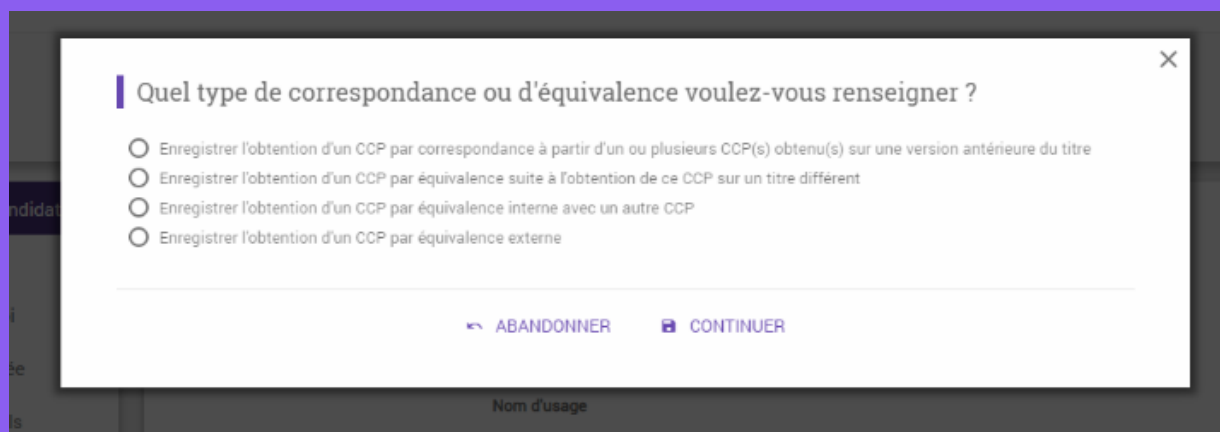 Quel type de correspondance ou d'équivalence voulez-vous renseigner ?
Enregistrer l'obtention d'un CCP par correspondance à partir d'un ou plusieurs CCP(s) obtenu(s) sur une version antérieure du titre
Enregistrer l'obtention d'un CCP par équivalence suite à l'obtention de ce CCP sur un titre différent
Enregistrer l'obtention d'un CCP par équivalence interne avec un autre CCP
Enregistrer l'obtention d'un CCP par équivalence externe
ABANDONNER CONTINUER
Nom d'usage